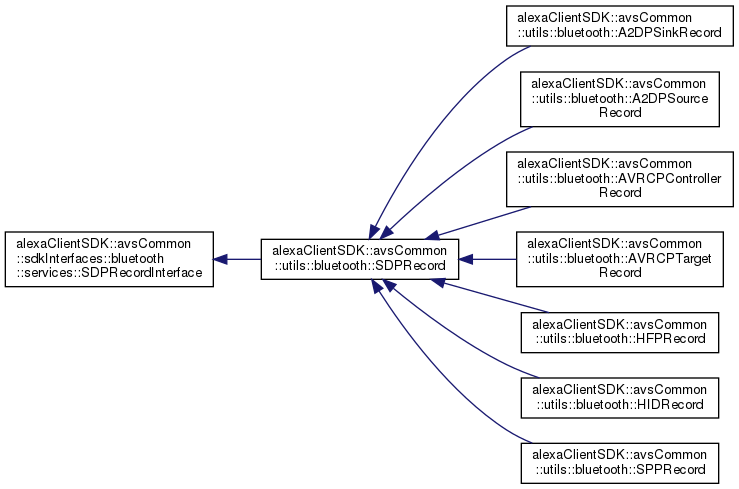 alexaClientSDK::avsCommon
::utils::bluetooth::A2DPSinkRecord
alexaClientSDK::avsCommon
::utils::bluetooth::A2DPSource
Record
alexaClientSDK::avsCommon
::utils::bluetooth::AVRCPController
Record
alexaClientSDK::avsCommon
::sdkInterfaces::bluetooth
::services::SDPRecordInterface
alexaClientSDK::avsCommon
::utils::bluetooth::SDPRecord
alexaClientSDK::avsCommon
::utils::bluetooth::AVRCPTarget
Record
alexaClientSDK::avsCommon
::utils::bluetooth::HFPRecord
alexaClientSDK::avsCommon
::utils::bluetooth::HIDRecord
alexaClientSDK::avsCommon
::utils::bluetooth::SPPRecord